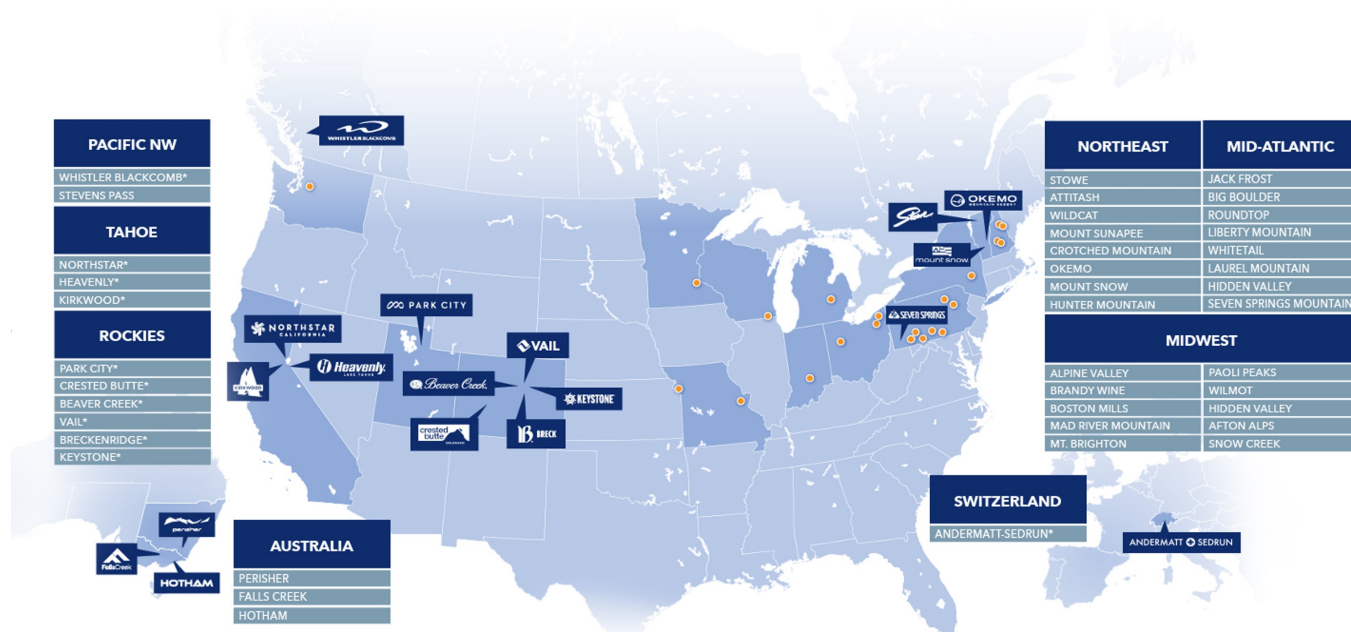 PACIFIC NW
WHISTLER BLACKCOMB*
STEVENS PASS
TAHOE
NORTHSTAR*
HEAVENLY*
KIRKWOOD*
ROCKIES
PARK CITY*
CRESTED BUTTE*
BEAVER CREEK*
VAIL*
BRECKENRIDGE*
KEYSTONE*
WHISTLER BLACKCOMB
NORTHSTAR
CALIFORNIA
Heavenly
LAKE TAHOE
KIRKWOOD
PARK CITY
VAIL
Beaver Creek
KEYSTONE
crested
butte
COLORADO
BRECK
Stowe
OKEMO
MOUNTAIN RESORT
mount snow
SEVEN SPRINGS
NORTHEAST
STOWE
ATTITASH
WILDCAT
MOUNT SUNAPEE
CROTCHED MOUNTAIN
OKEMO
MOUNT SNOW
HUNTER MOUNTAIN
MID-ATLANTIC
JACK FROST
BIG BOULDER
ROUNDTOP
LIBERTY MOUNTAIN
WHITETAIL
LAUREL MOUNTAIN
HIDDEN VALLEY
SEVEN SPRINGS MOUNTAIN
MIDWEST
ALPINE VALLEY
BRANDY WINE
BOSTON MILLS
MAD RIVER MOUNTAIN
MT. BRIGHTON
PAOLI PEAKS
WILMOT
HIDDEN VALLEY
AFTON ALPS
SNOW CREEK
perisher
FallsCreek
HOTHAM
AUSTRALIA
PERISHER
FALLS CREEK
HOTHAM
SWITZERLAND
ANDERMATT-SEDRUN*
ANDERMATT SEDRUN